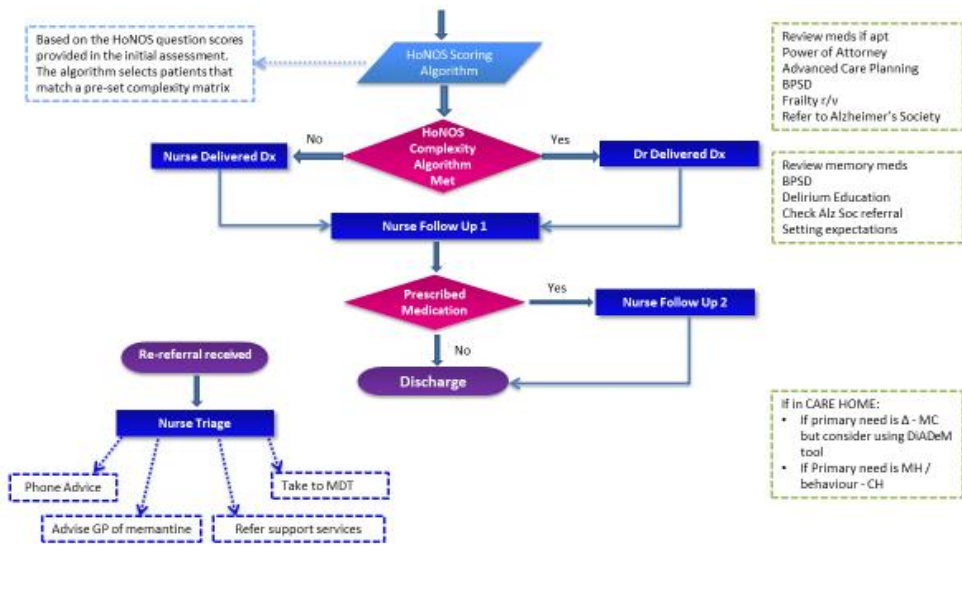 Based on the HoNOS question scores
provided in the initial assessment.
The algorithm selects patients that
match a pre-set complexity matrix
HoNOS Scoring
Algorithm
Review meds if apt
Power of Attorney
Advanced Care Planning
BPSD
Frailty r/v
Refer to Alzheimer's Society
No
HoNOS
Complexity
Algorithm
Met
Yes
Nurse Delivered Dx
Dr Delivered Dx
Review memory meds
BPSD
Delirium Education
Check Alz Soc referral
Setting expectations
Nurse Follow Up 1
Prescribed
Medication
Yes
Nurse Follow Up 2
No
Discharge
Re-referral received
Nurse Triage
Phone Advice
Take to MDT
Advise GP of memantine
Refer support services
If in CARE HOME:
• If primary need is Δ - MC
but consider using DiADeM
tool
• If Primary need is MH /
behaviour - CH